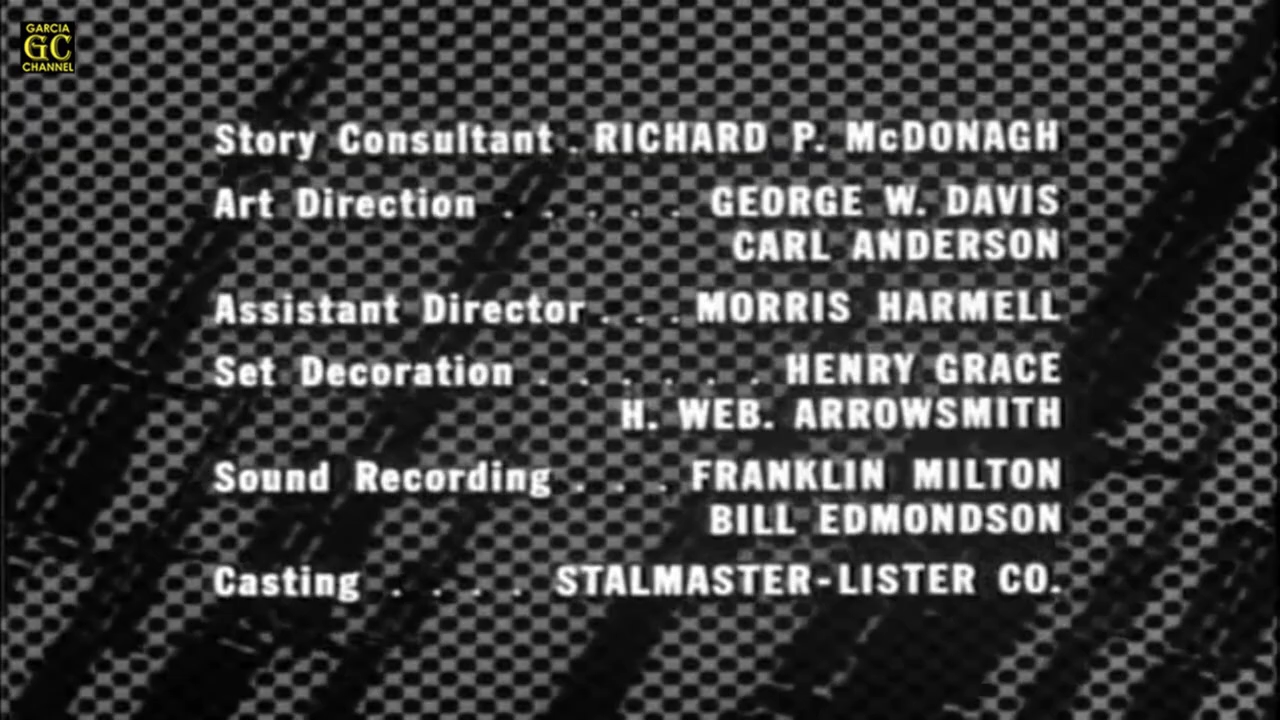 GARCIA
GC
CHANNEL
Story Consultant . RICHARD P. McDONAGH
Art Direction . . . . . GEORGE W. DAVIS
CARL ANDERSON
Assistant Director . . . MORRIS HARMELL
Set Decoration . . . . . . HENRY GRACE
H. WEB. ARROWSMITH
Sound Recording . . . FRANKLIN MILTON
BILL EDMONDSON
Casting . . . . STALMASTER-LISTER CO.